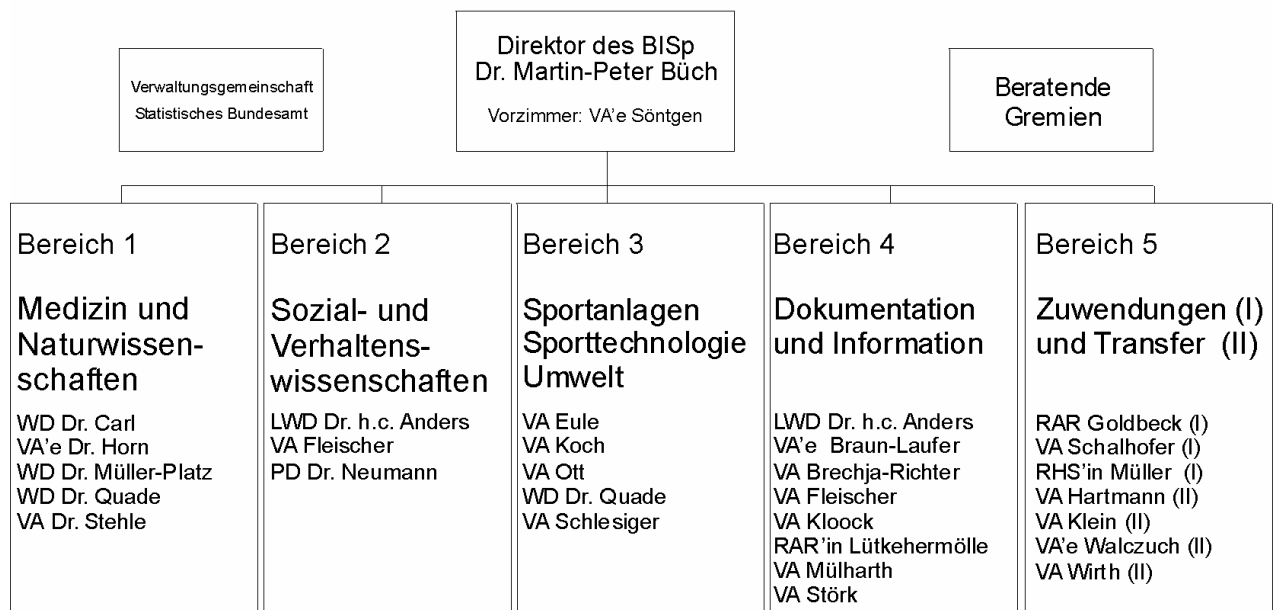 Direktor des BISp
Dr. Martin-Peter Büch
Vorzimmer: VA'e Söntgen
Verwaltungsgemeinschaft
Statistisches Bundesamt
Beratende
Gremien
Bereich 1
Medizin und
Naturwissen-
schaften
WD Dr. Carl
VA'e Dr. Horn
WD Dr. Müller-Platz
WD Dr. Quade
VA Dr. Stehle
Bereich 2
Sozial- und
Verhaltens-
wissenschaften
LWD Dr. h.c. Anders
VA Fleischer
PD Dr. Neumann
Bereich 3
Sportanlagen
Sporttechnologie
Umwelt
VA Eule
VA Koch
VA Ott
WD Dr. Quade
VA Schlesiger
Bereich 4
Dokumentation
und Information
LWD Dr. h.c. Anders
VA'e Braun-Laufer
VA Brechja-Richter
VA Fleischer
VA Kloock
RAR'in Lütkehermölle
VA Mülharth
VA Störk
Bereich 5
Zuwendungen (I)
und Transfer (II)
RAR Goldbeck (I)
VA Schalhofer (I)
RHS'in Müller (I)
VA Hartmann (II)
VA Klein (II)
VA'e Walczuch (II)
VA Wirth (II)